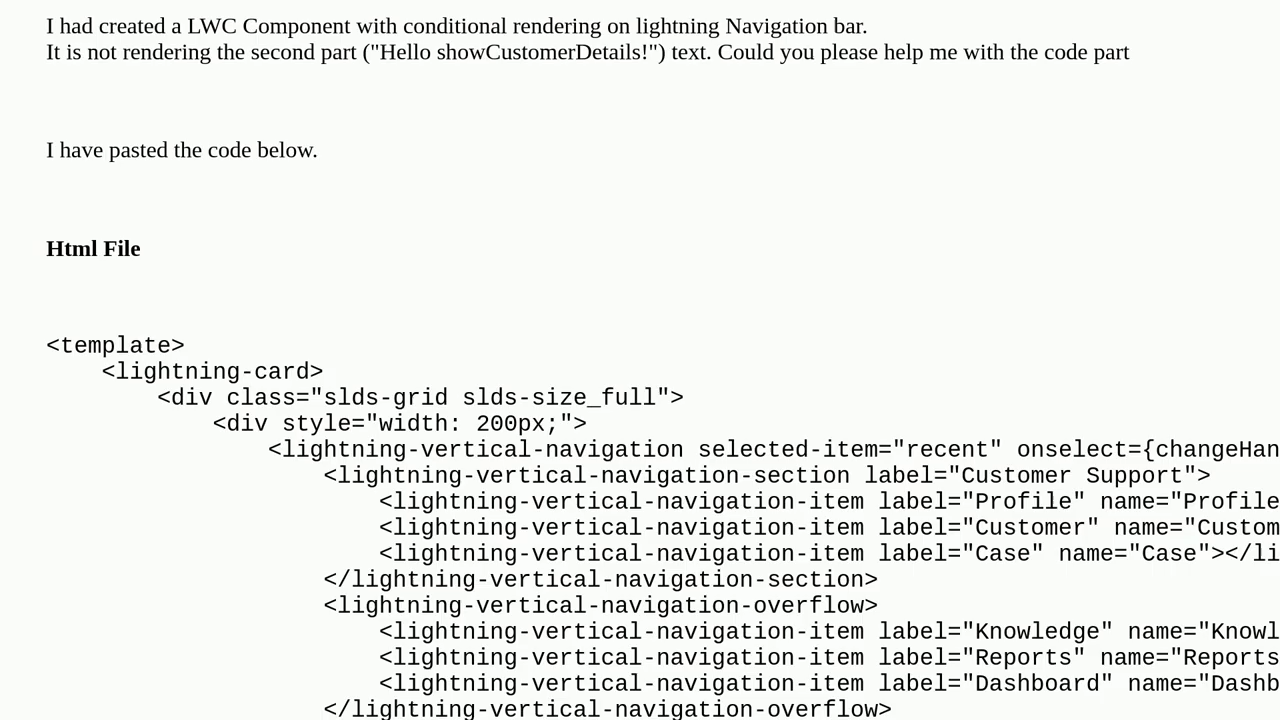 I had created a LWC Component with conditional rendering on lightning Navigation bar.
It is not rendering the second part ("Hello showCustomerDetails!") text. Could you please help me with the code part
I have pasted the code below.
Html File
<template>
<lightning-card>
<div class="slds-grid slds-size_full">
<div style="width: 200px;">
<lightning-vertical-navigation selected-item="recent" onselect={changeHan
<lightning-vertical-navigation-section label="Customer Support">
<lightning-vertical-navigation-item label="Profile" name="Profile
<lightning-vertical-navigation-item label="Customer" name="Custom
<lightning-vertical-navigation-item label="Case" name="Case"></li
</lightning-vertical-navigation-section>
<lightning-vertical-navigation-overflow>
<lightning-vertical-navigation-item label="Knowledge" name="Knowl
<lightning-vertical-navigation-item label="Reports" name="Reports
<lightning-vertical-navigation-item label="Dashboard" name="Dashb
</lightning-vertical-navigation-overflow>